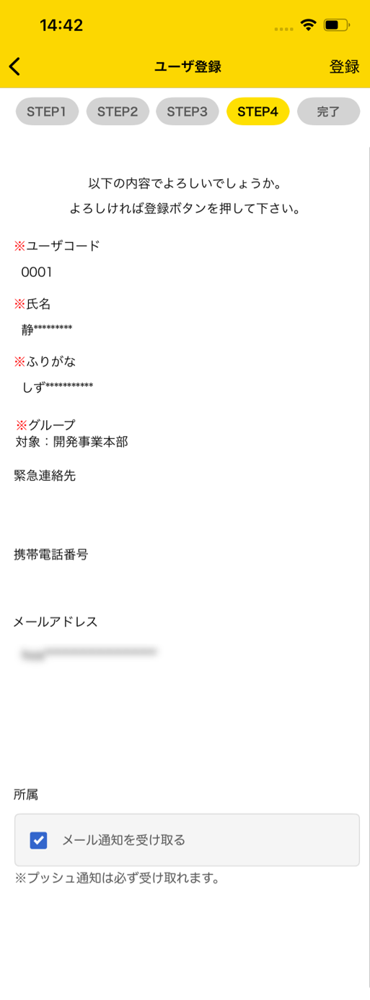 14:42
ユーザ登録
登録
STEP1 STEP2 STEP3 STEP4 完了
以下の内容でよろしいでしょうか。
よろしければ登録ボタンを押して下さい。
※ユーザコード
0001
※氏名
静*********
※ふりがな
しず***********
※グループ
対象：開発事業本部
緊急連絡先
携帯電話番号
メールアドレス
所属
メール通知を受け取る
※プッシュ通知は必ず受け取れます。